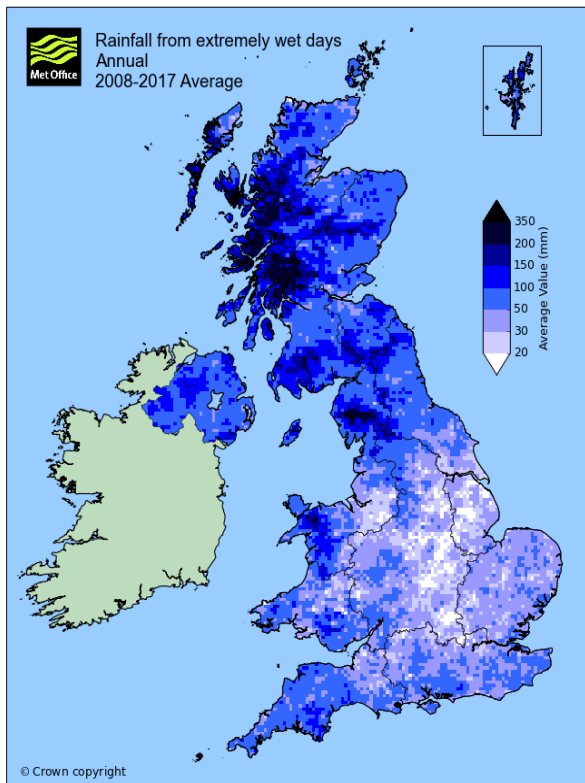 Met Office
Rainfall from extremely wet days
Annual
2008-2017 Average
350
200
150
100
50
30
20
Average Value (mm)
© Crown copyright